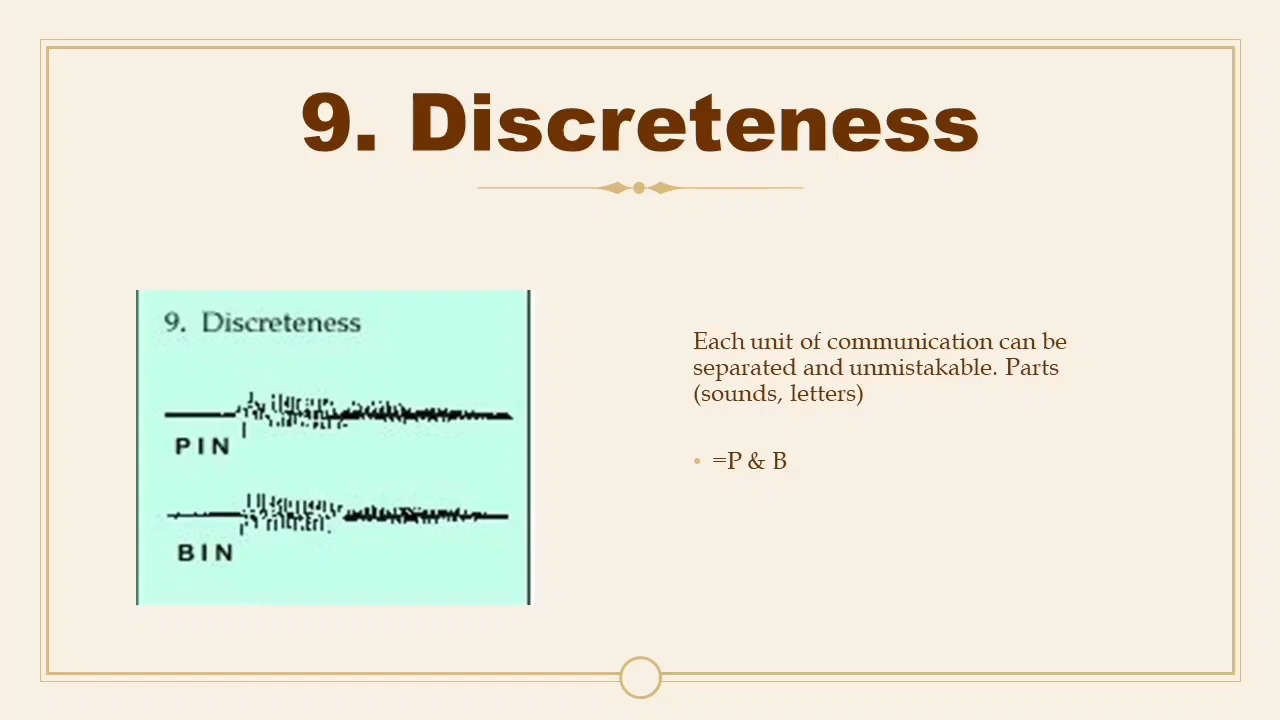 9. Discreteness
9. Discreteness
PIN
BIN
Each unit of communication can be
separated and unmistakable. Parts
(sounds, letters)
• =P & B